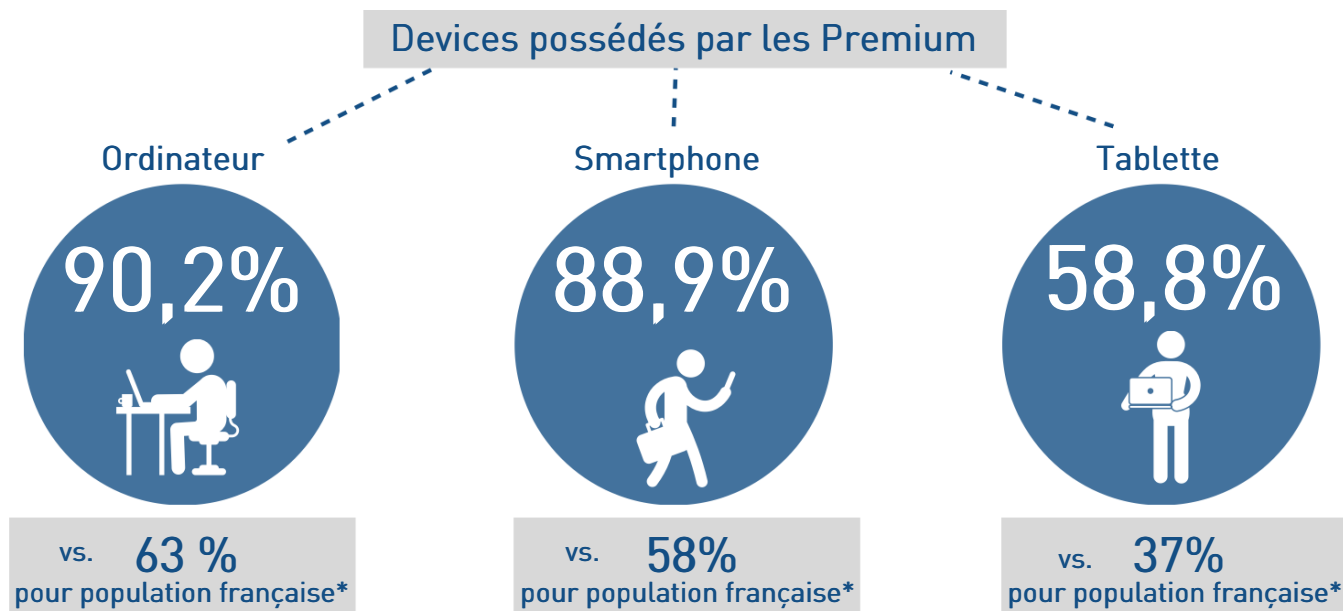 Devices possédés par les Premium
Ordinateur
90,2%
vs. 63 %
pour population française*
Smartphone
88,9%
vs. 58%
pour population française*
Tablette
58,8%
vs. 37%
pour population française*